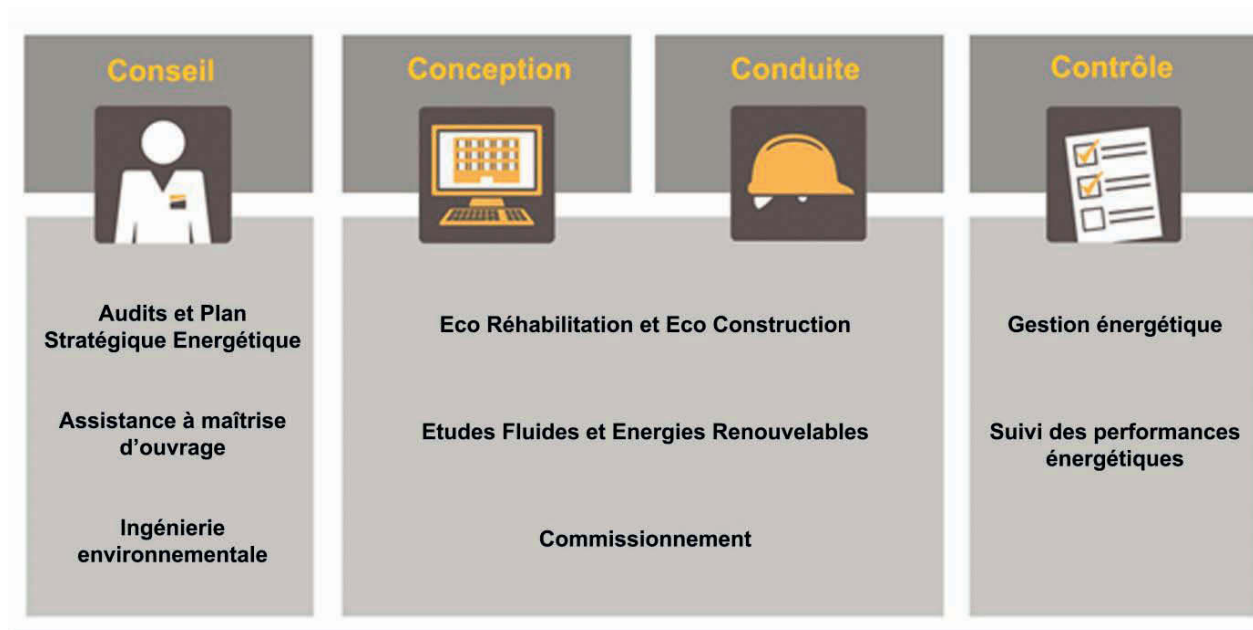 Conseil
Conception
Conduite
Contrôle
Audits et Plan
Stratégique Energétique
Assistance à maîtrise
d'ouvrage
Ingénierie
environnementale
Eco Réhabilitation et Eco Construction
Etudes Fluides et Energies Renouvelables
Commissionnement
Gestion énergétique
Suivi des performances
énergétiques